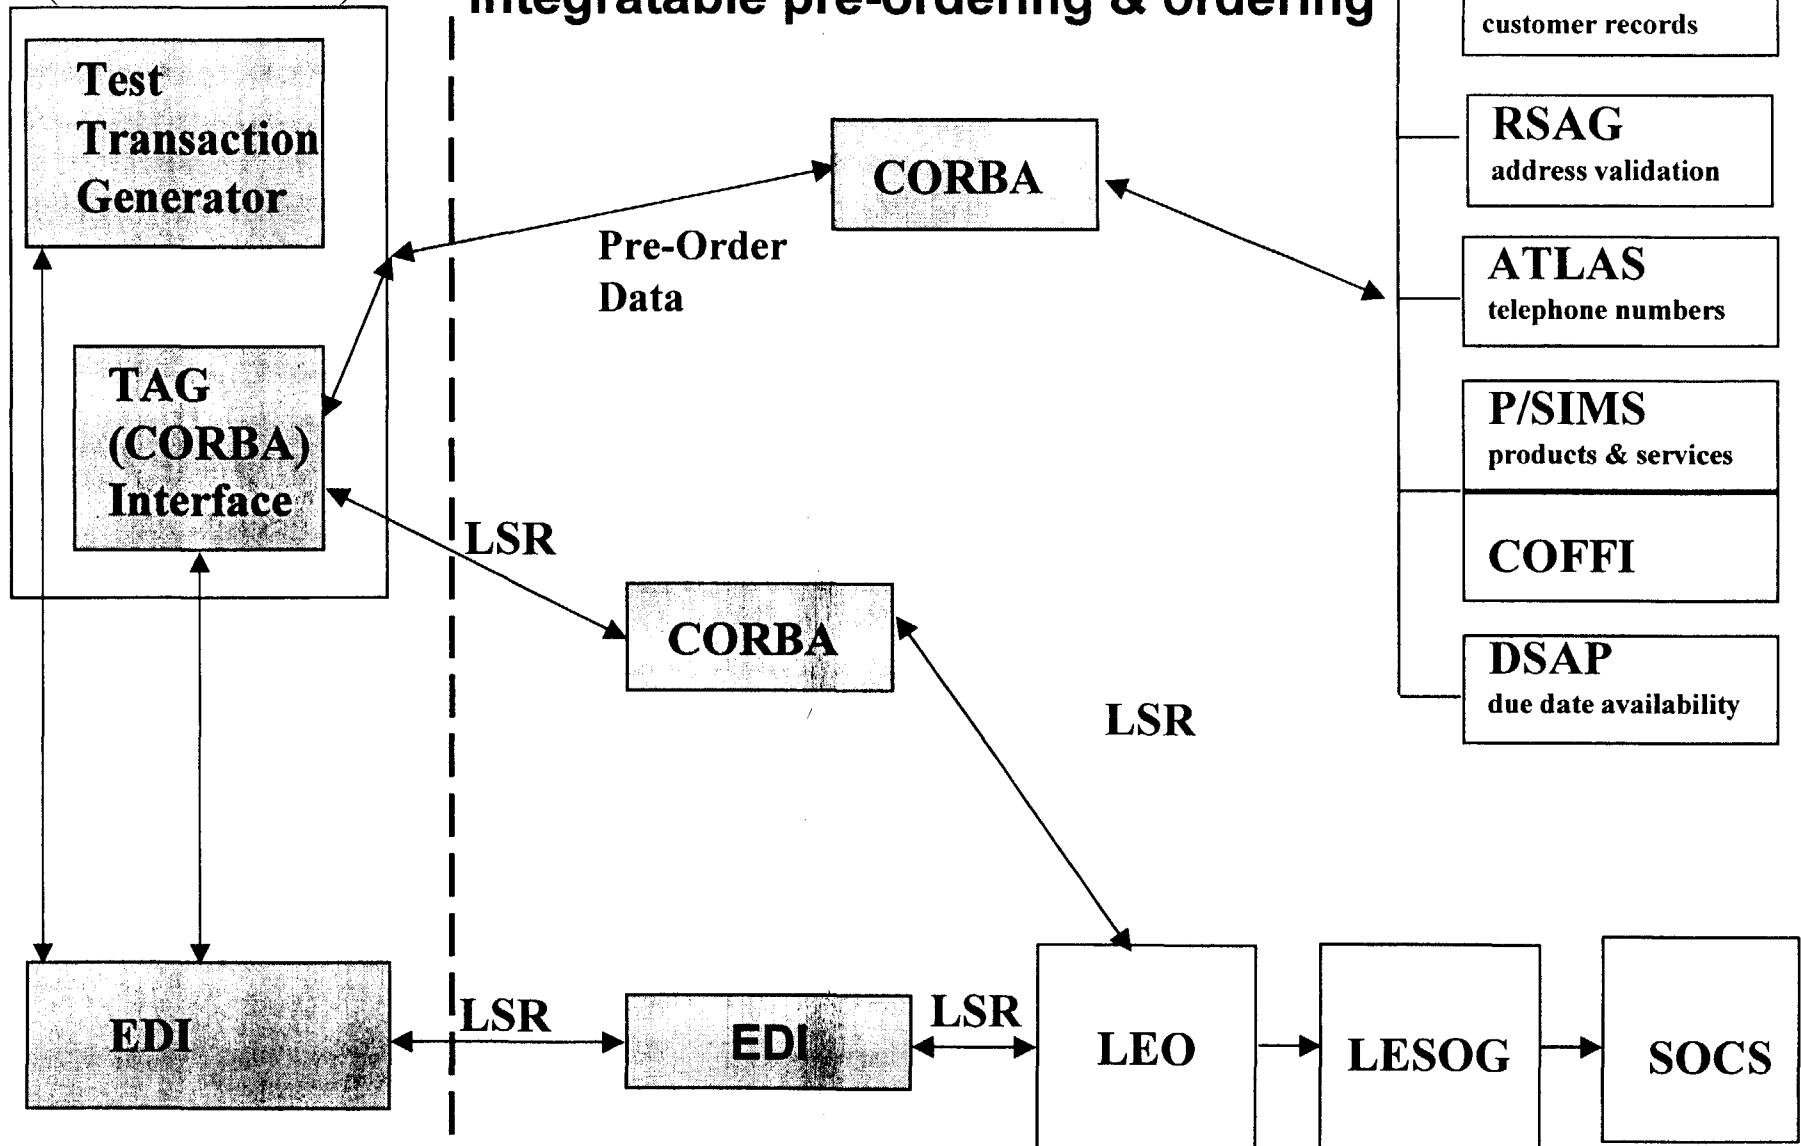 Integratable pre-ordering & ordering
customer records
Test
Transaction
Generator
RSAG
address validation
CORBA
Pre-Order
Data
ATLAS
telephone numbers
TAG
(CORBA)
Interface
P/SIMS
products & services
LSR
COFFI
CORBA
DSAP
due date availability
LSR
EDI
LSR
EDI
LSR
LEO
LESOG
SOCS